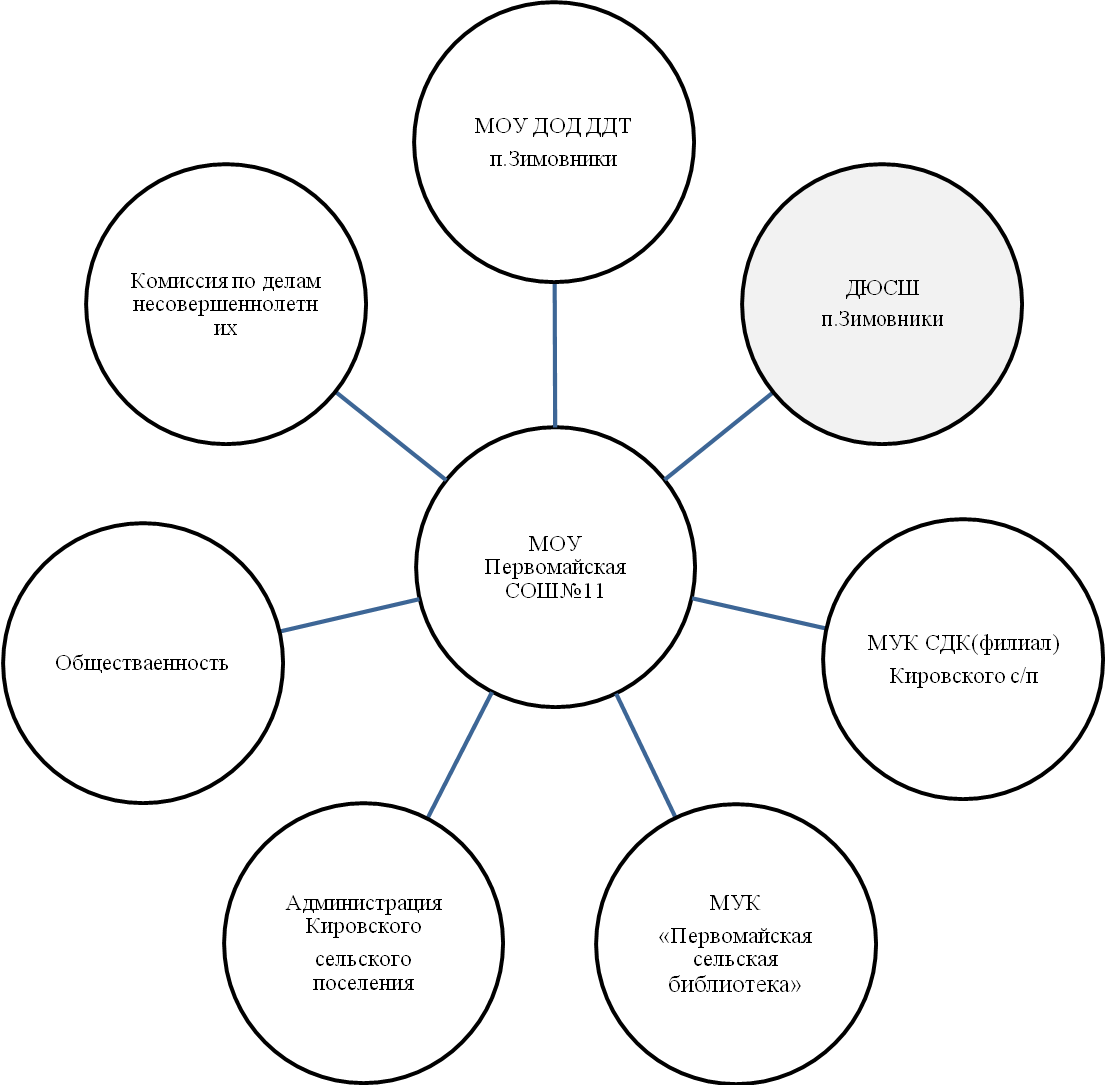 МОУ ДОД ДДТ
п.Зимовники
ДЮСШ
п.Зимовники
Комиссия по делам
несовершеннолетн
их
МОУ
Первомайская
СОШ№11
Обществаенность
МУК СДК(филиал)
Кировского с/п
Администрация
Кировского
сельского
поселения
МУК
«Первомайская
сельская
библиотека»